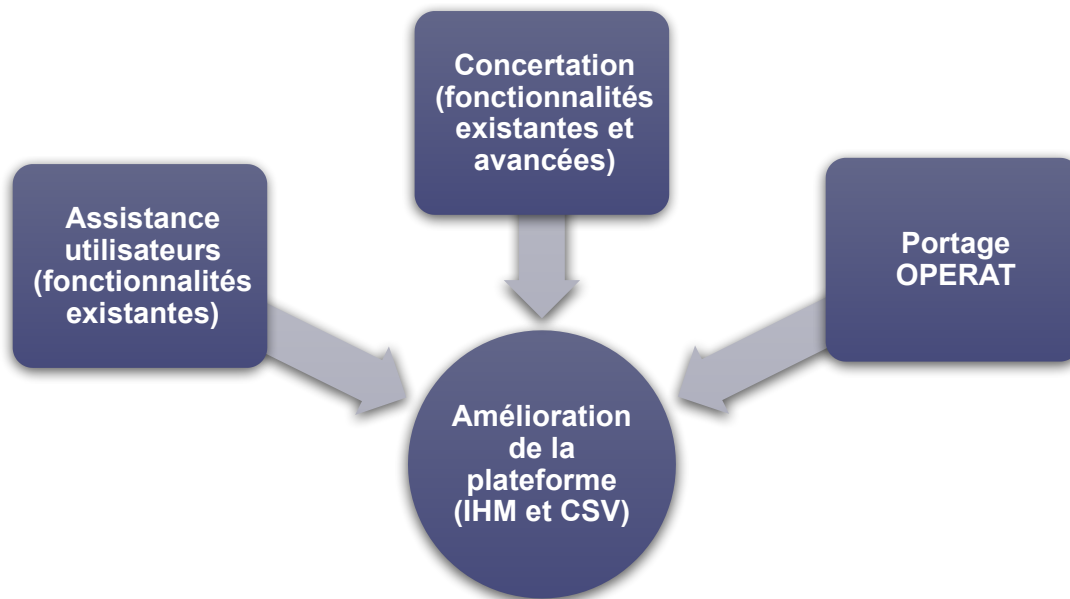 Concertation
(fonctionnalités
existantes et
avancées)
Assistance
utilisateurs
(fonctionnalités
existantes)
Portage
OPERAT
Amélioration
de la
plateforme
(IHM et CSV)